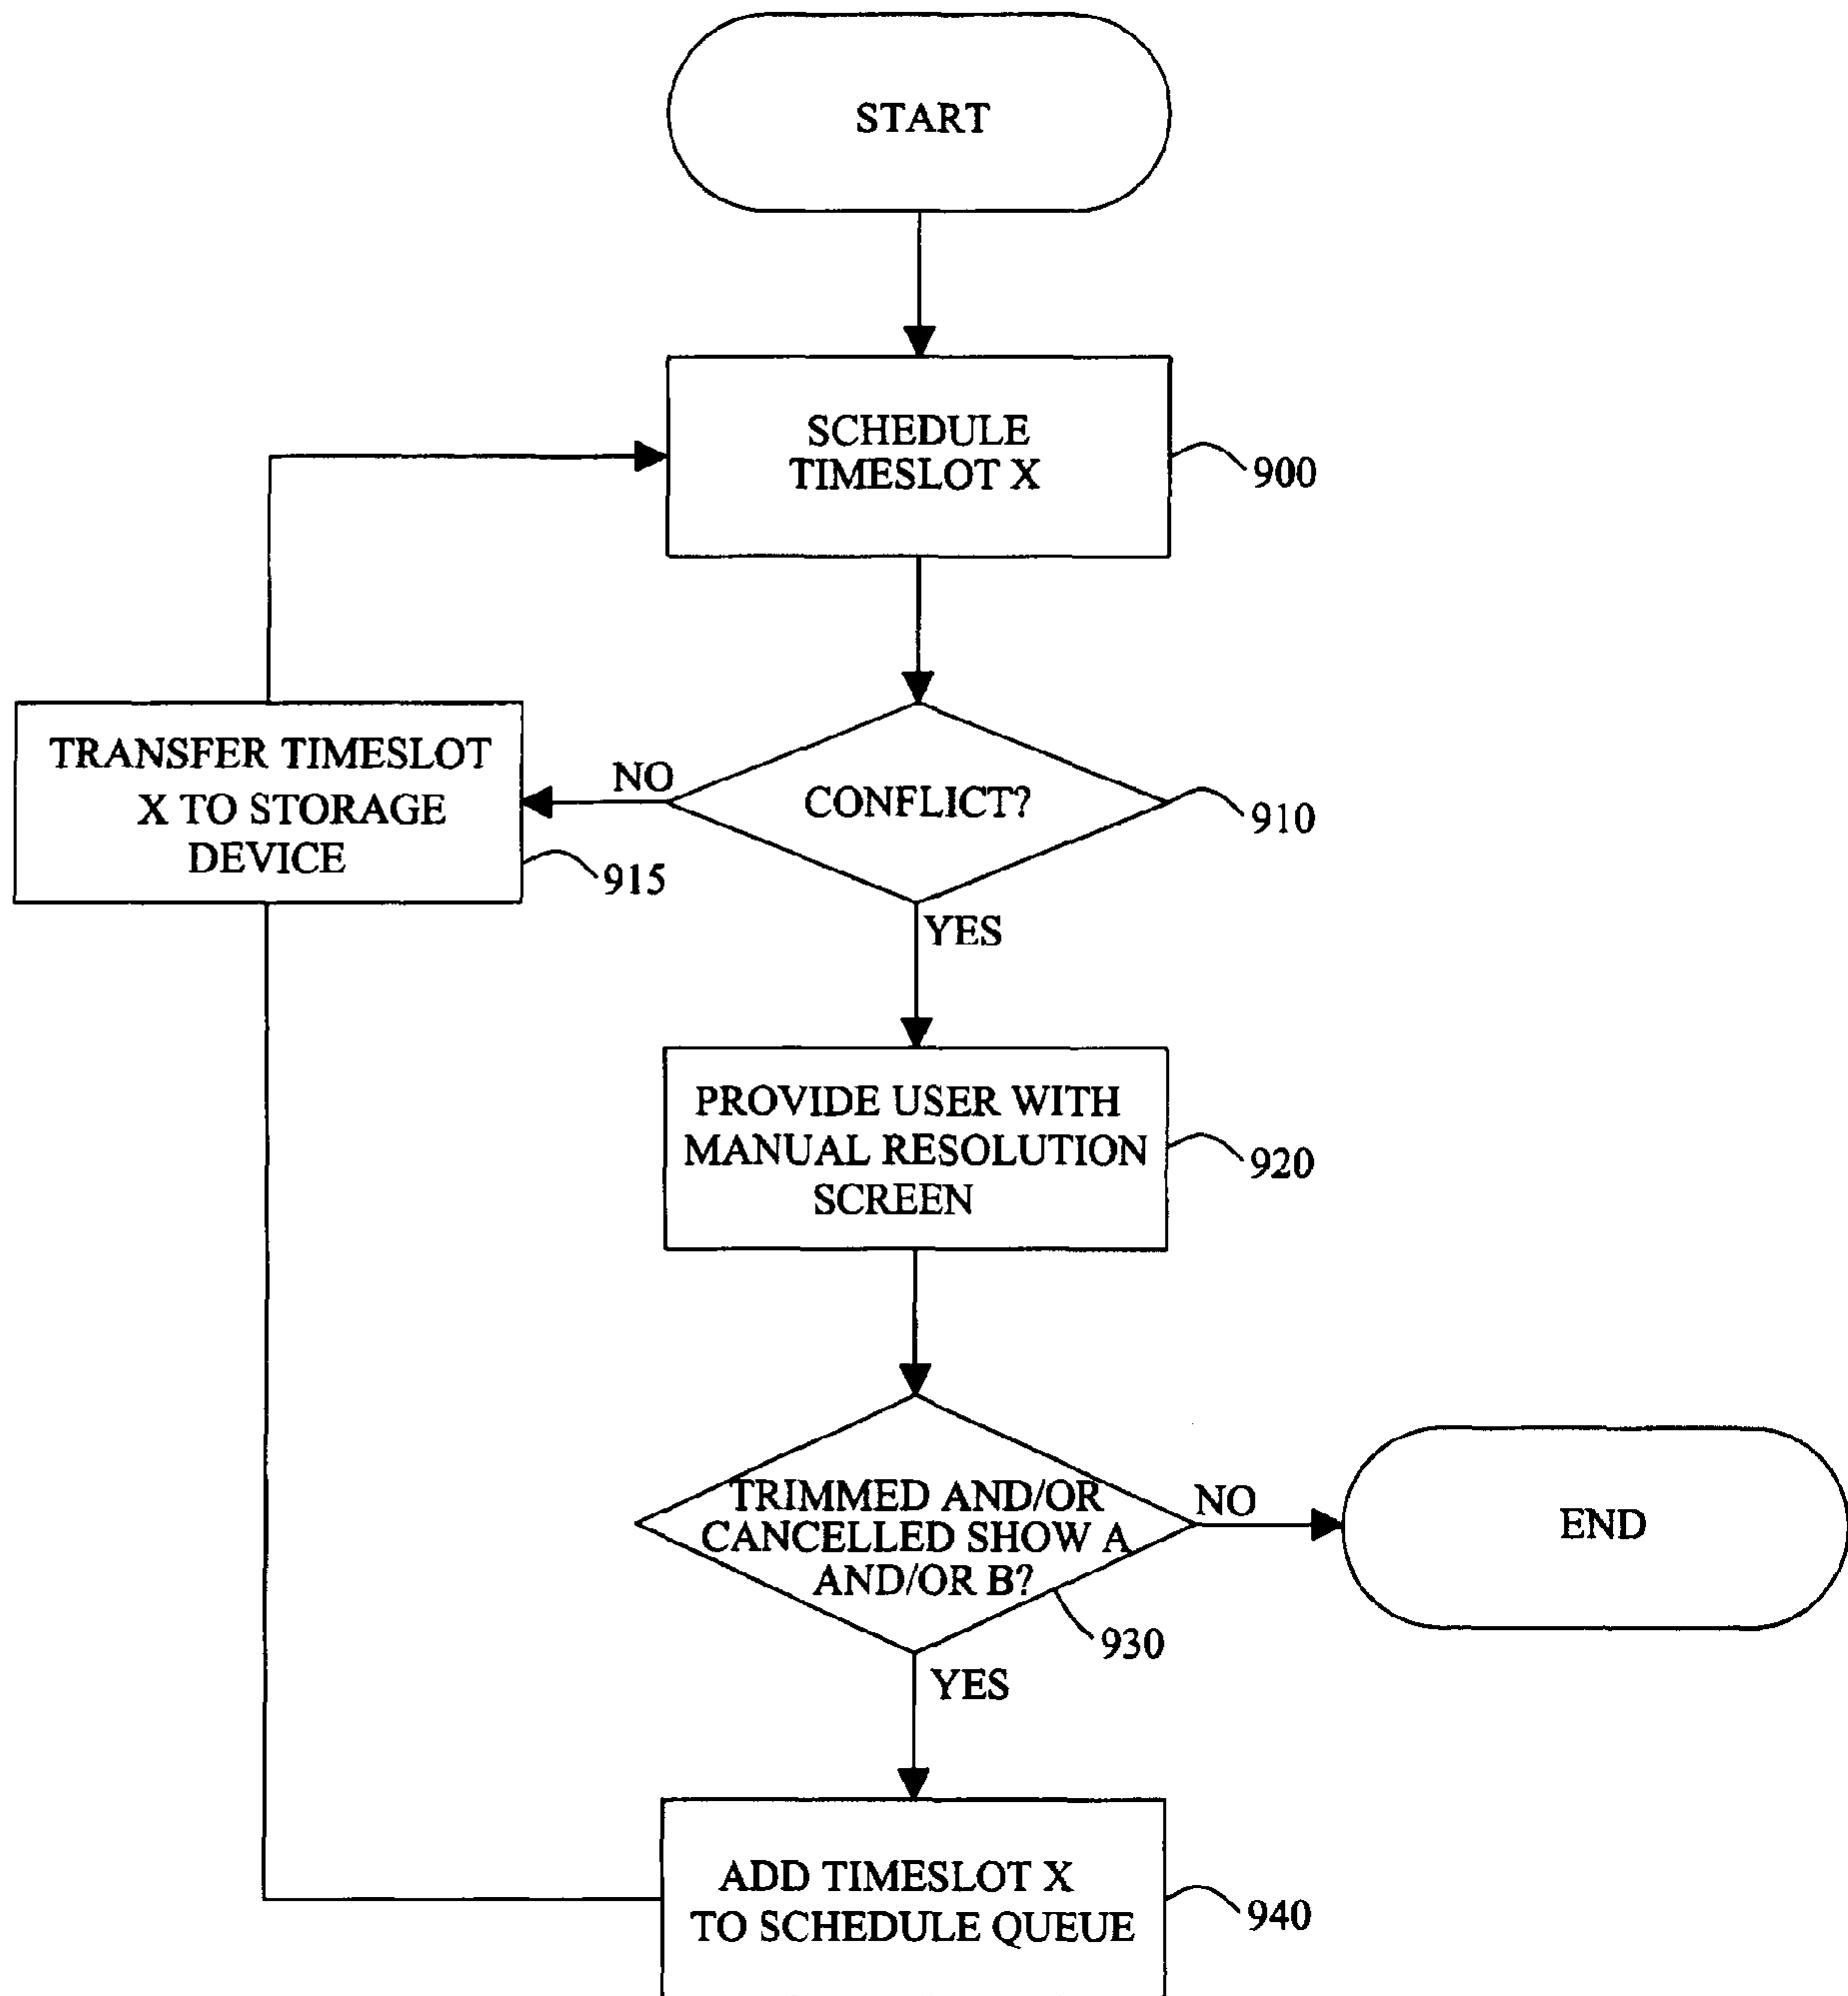 START
SCHEDULE
TIMESLOT X
900
TRANSFER TIMESLOT
X TO STORAGE
DEVICE
915
NO
CONFLICT?
910
YES
PROVIDE USER WITH
MANUAL RESOLUTION
SCREEN
920
TRIMMED AND/OR
CANCELLED SHOW A
AND/OR B?
930
NO
END
YES
ADD TIMESLOT X
TO SCHEDULE QUEUE
940